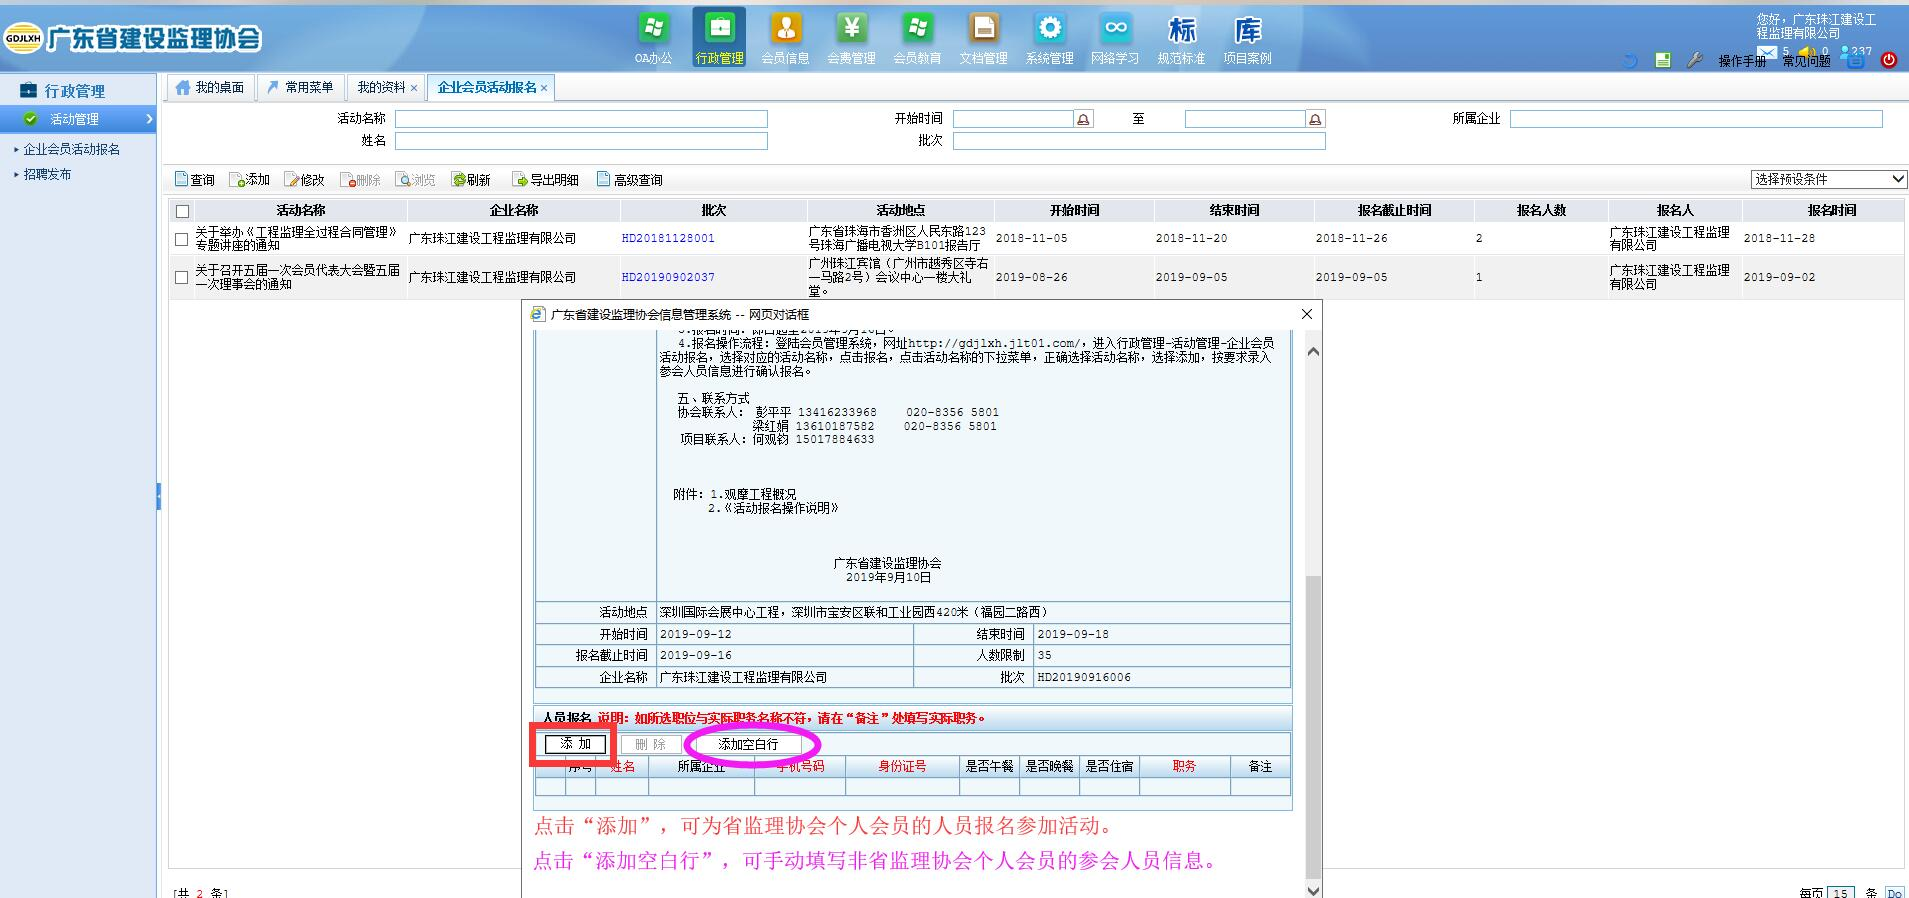 GDJLXH 广东省建设监理协会
OA办公 行政管理 会员信息 会费管理 会员教育 文档管理 系统管理 网络学习 标 规范标准 库 项目案例
您好，广东珠江建设工
程监理有限公司
5 0 237
操作手册 常见问题
行政管理
活动管理
企业会员活动报名
招聘发布
我的桌面 常用菜单 我的资料 × 企业会员活动报名 ×
活动名称 开始时间 至 所属企业
姓名 批次
查询 添加 修改 删除 浏览 刷新 导出明细 高级查询 选择预设条件
活动名称 企业名称 批次 活动地点 开始时间 结束时间 报名截止时间 报名人数 报名人 报名时间
关于举办《工程监理全过程合同管理》专题讲座的通知 广东珠江建设工程监理有限公司 HD20181128001 广东省珠海市香洲区人民东路123号珠海广播电视大学B101报告厅 2018-11-05 2018-11-20 2018-11-26 2 广东珠江建设工程监理有限公司 2018-11-28
关于召开五届一次会员代表大会暨五届一次理事会的通知 广东珠江建设工程监理有限公司 HD20190902037 广州珠江宾馆（广州市越秀区寺右一马路2号）会议中心一楼大礼堂。 2019-08-26 2019-09-05 2019-09-05 1 广东珠江建设工程监理有限公司 2019-09-02
广东省建设监理协会信息管理系统 -- 网页对话框
4.报名操作流程：登陆会员管理系统，网址http://gdjlxh.jlt01.com/，进入行政管理-活动管理-企业会员
活动报名，选择对应的活动名称，点击报名，点击活动名称的下拉菜单，正确选择活动名称，选择添加，按要求录入
参会人员信息进行确认报名。
五、联系方式
协会联系人： 彭平平 13416233968 020-8356 5801
梁红娟 13610187582 020-8356 5801
项目联系人：何观钧 15017884633
附件：1.观摩工程概况
2.《活动报名操作说明》
广东省建设监理协会
2019年9月10日
活动地点 深圳国际会展中心工程，深圳市宝安区联和工业园西420米（福园二路西）
开始时间 2019-09-12 结束时间 2019-09-18
报名截止时间 2019-09-16 人数限制 35
企业名称 广东珠江建设工程监理有限公司 批次 HD20190916006
人员报名 说明：如所选职位与实际职务名称不符，请在“备注”处填写实际职务。
添 加 删 除 添加空白行
序号 姓名 所属企业 手机号码 身份证号 是否午餐 是否晚餐 是否住宿 职务 备注
点击“添加”，可为省监理协会个人会员的人员报名参加活动。
点击“添加空白行”，可手动填写非省监理协会个人会员的参会人员信息。
[共 2 条] 每页 15 条 Do